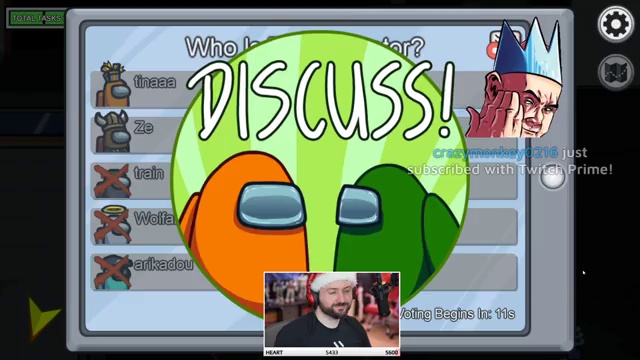 TOTAL TASKS
Who Is
tor?
DISCUSS!
tinaaa
Ze
train
arikadou
crazymonkey0216 just
subscribed with Twitch Prime!
Voting Begins In: 11s
HEART 5433 5600